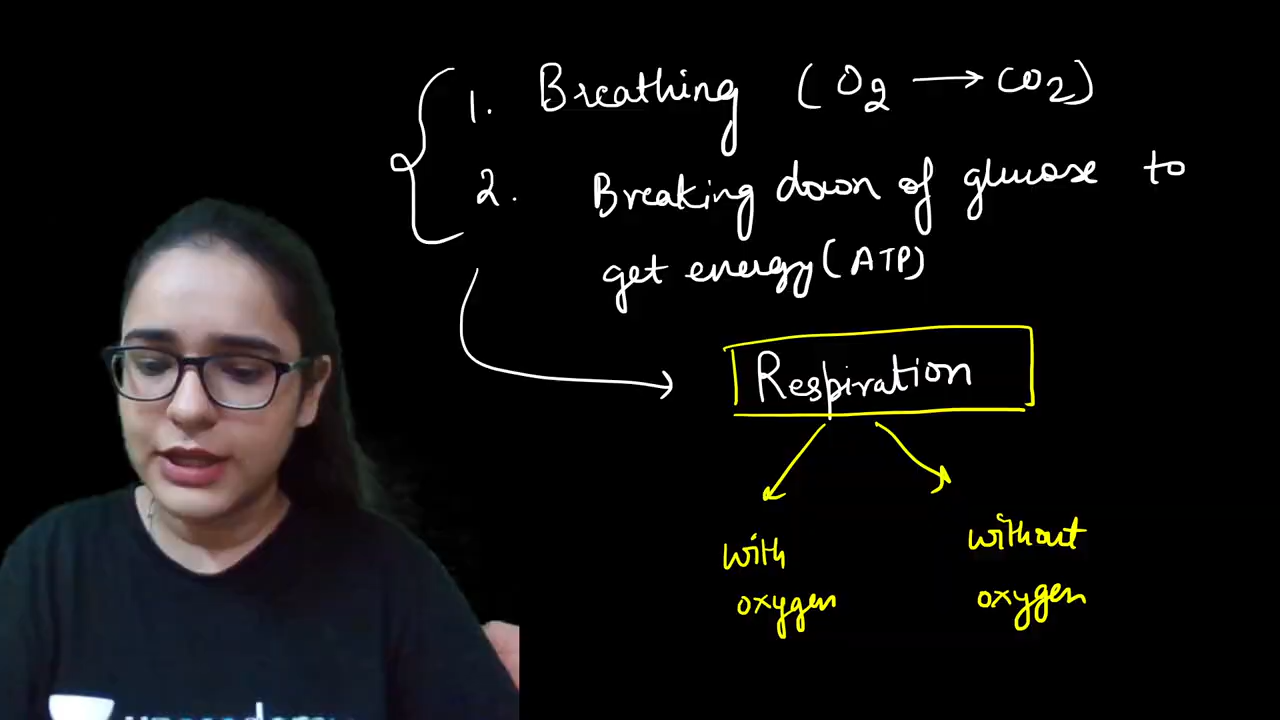 1. Breathing (O₂ → CO₂)
2. Breaking down of glucose to
get energy (ATP)
Respiration
with
oxygen
without
oxygen